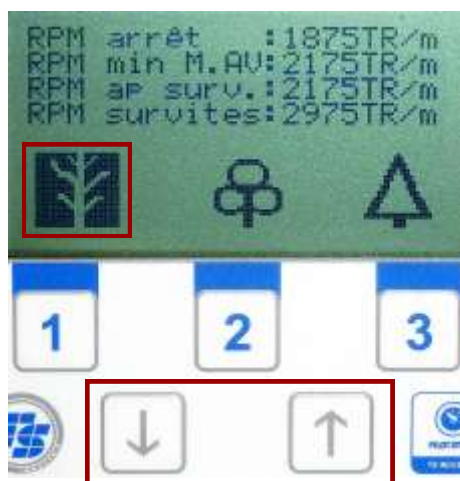 RPM arrêt :1875TR/m
RPM min M.AV:2175TR/m
RPM ap surv.:2175TR/m
RPM survites:2975TR/m
1 2 3